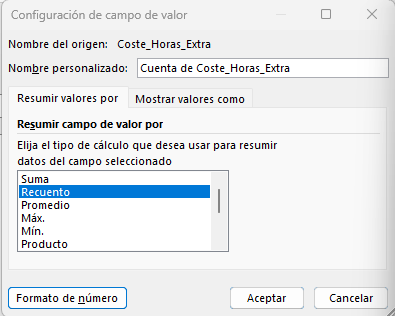 Configuración de campo de valor
Nombre del origen: Coste_Horas_Extra
Nombre personalizado: Cuenta de Coste_Horas_Extra
Resumir valores por Mostrar valores como
Resumir campo de valor por
Elija el tipo de cálculo que desea usar para resumir
datos del campo seleccionado
Suma
Recuento
Promedio
Máx.
Mín.
Producto
Formato de número Aceptar Cancelar